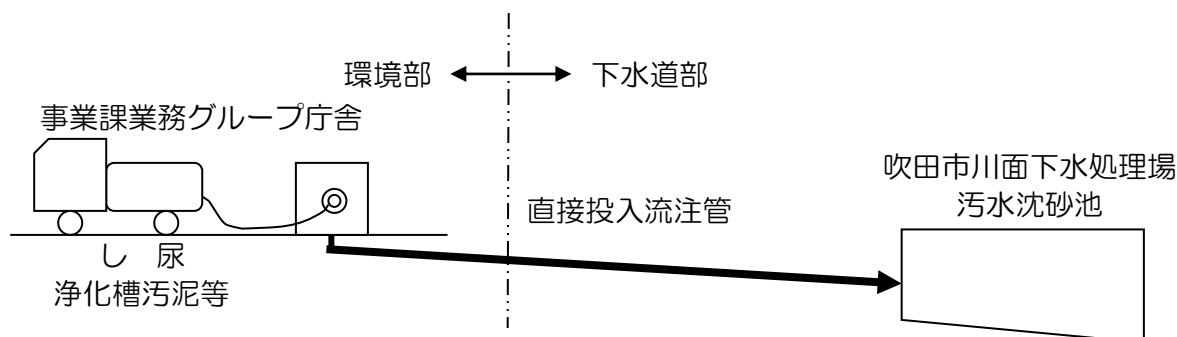 環境部
下水道部
事業課業務グループ庁舎
吹田市川面下水処理場
汚水沈砂池
直接投入流注管
し 尿
浄化槽汚泥等